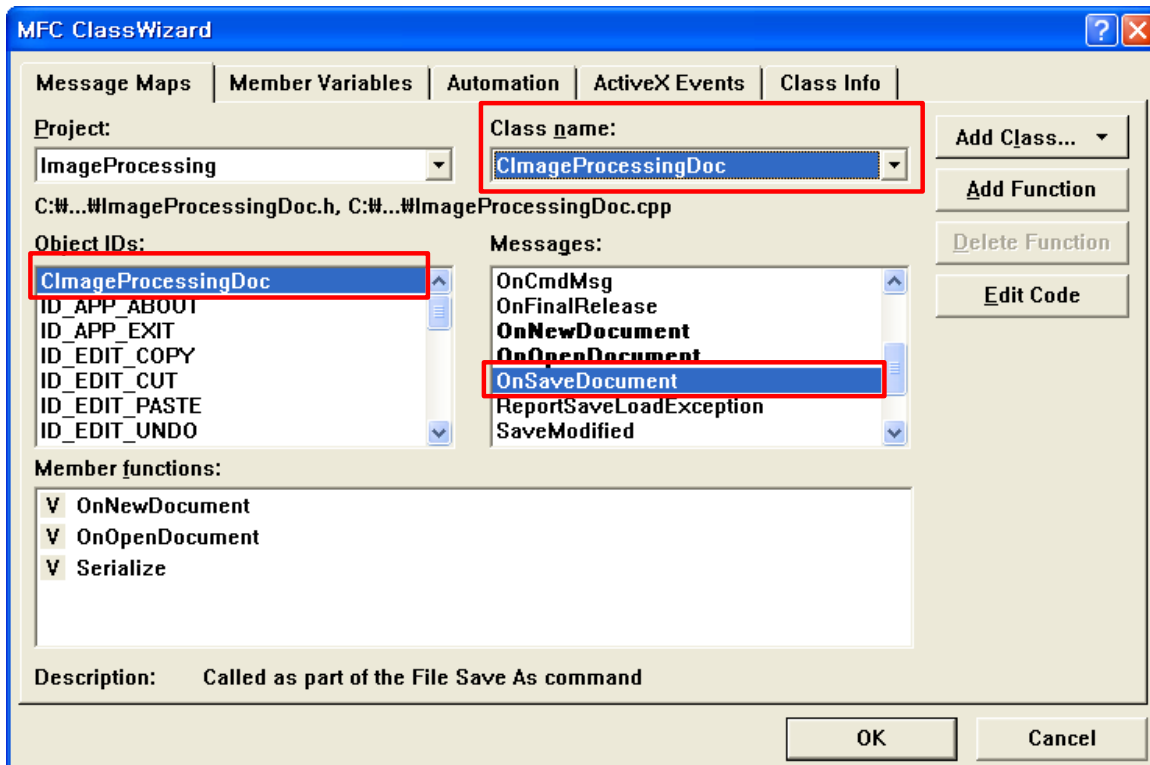 MFC ClassWizard
Message Maps
Member Variables
Automation
ActiveX Events
Class Info
Project:
Class name:
Add Class...
ImageProcessing
CImageProcessingDoc
Add Function
C:₩...₩ImageProcessingDoc.h, C:₩...₩ImageProcessingDoc.cpp
Object IDs:
Messages:
Delete Function
CImageProcessingDoc
ID_APP_ABOUT
ID_APP_EXIT
ID_EDIT_COPY
ID_EDIT_CUT
ID_EDIT_PASTE
ID_EDIT_UNDO
OnCmdMsg
OnFinalRelease
OnNewDocument
OnOpenDocument
OnSaveDocument
ReportSaveLoadException
SaveModified
Edit Code
Member functions:
V OnNewDocument
V OnOpenDocument
V Serialize
Description: Called as part of the File Save As command
OK
Cancel